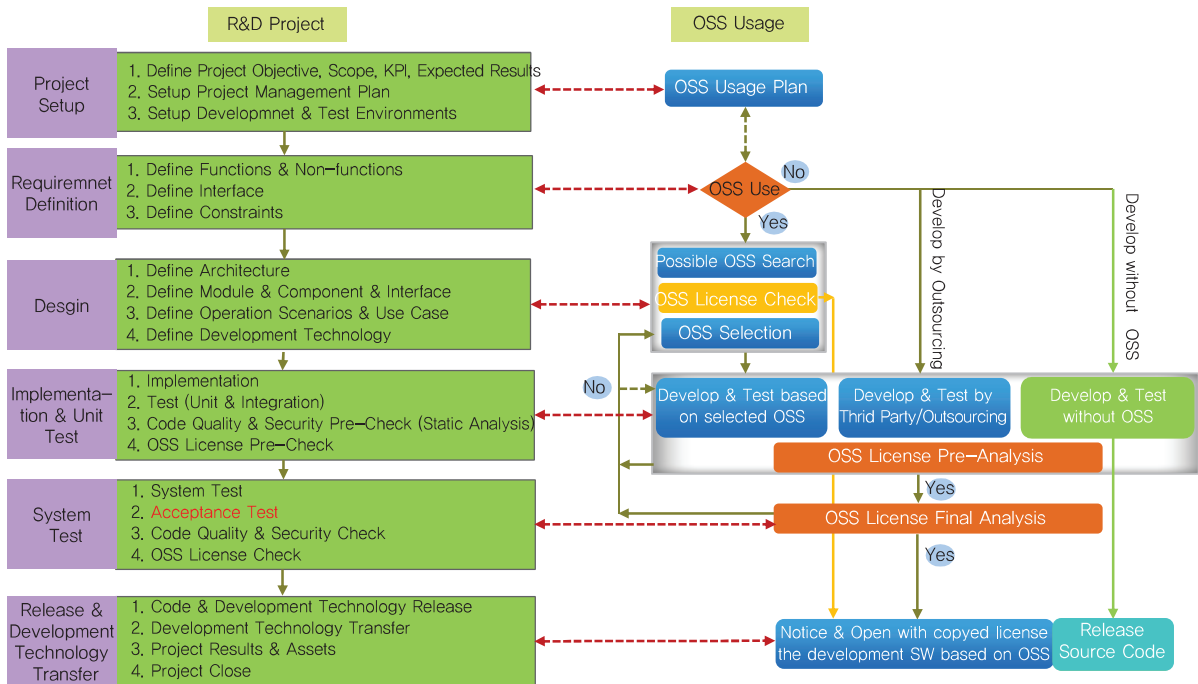 R&D Project
OSS Usage
Project
Setup
1. Define Project Objective, Scope, KPI, Expected Results
2. Setup Project Management Plan
3. Setup Developmnet & Test Environments
OSS Usage Plan
Requiremnet
Definition
1. Define Functions & Non-functions
2. Define Interface
3. Define Constraints
OSS Use
No
Yes
Develop by Outsourcing
Develop without OSS
Desgin
1. Define Architecture
2. Define Module & Component & Interface
3. Define Operation Scenarios & Use Case
4. Define Development Technology
Possible OSS Search
OSS License Check
OSS Selection
Implementa-
tion & Unit
Test
1. Implementation
2. Test (Unit & Integration)
3. Code Quality & Security Pre-Check (Static Analysis)
4. OSS License Pre-Check
No
Develop & Test based
on selected OSS
Develop & Test by
Thrid Party/Outsourcing
Develop & Test
without OSS
OSS License Pre-Analysis
Yes
System
Test
1. System Test
2. Acceptance Test
3. Code Quality & Security Check
4. OSS License Check
OSS License Final Analysis
Yes
Release &
Development
Technology
Transfer
1. Code & Development Technology Release
2. Development Technology Transfer
3. Project Results & Assets
4. Project Close
Notice & Open with copyed license
the development SW based on OSS
Release
Source Code